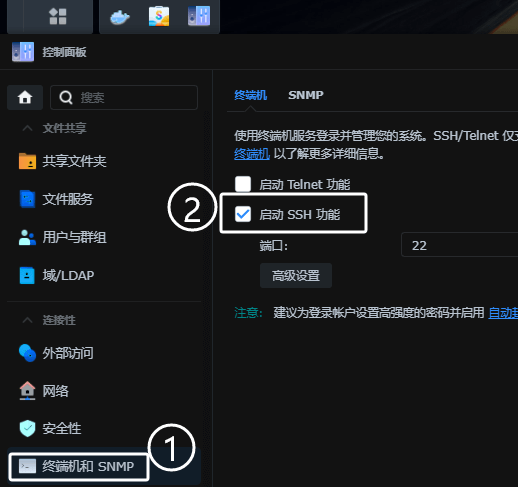 控制面板
搜索
文件共享
共享文件夹
文件服务
用户与群组
域/LDAP
连接性
外部访问
网络
安全性
终端机和 SNMP
1
终端机 SNMP
使用终端机服务登录并管理您的系统。SSH/Telnet 仅
终端机 以了解更多详细信息。
启动 Telnet 功能
2
启动 SSH 功能
端口: 22
高级设置
注意: 建议为登录帐户设置高强度的密码并启用 自动